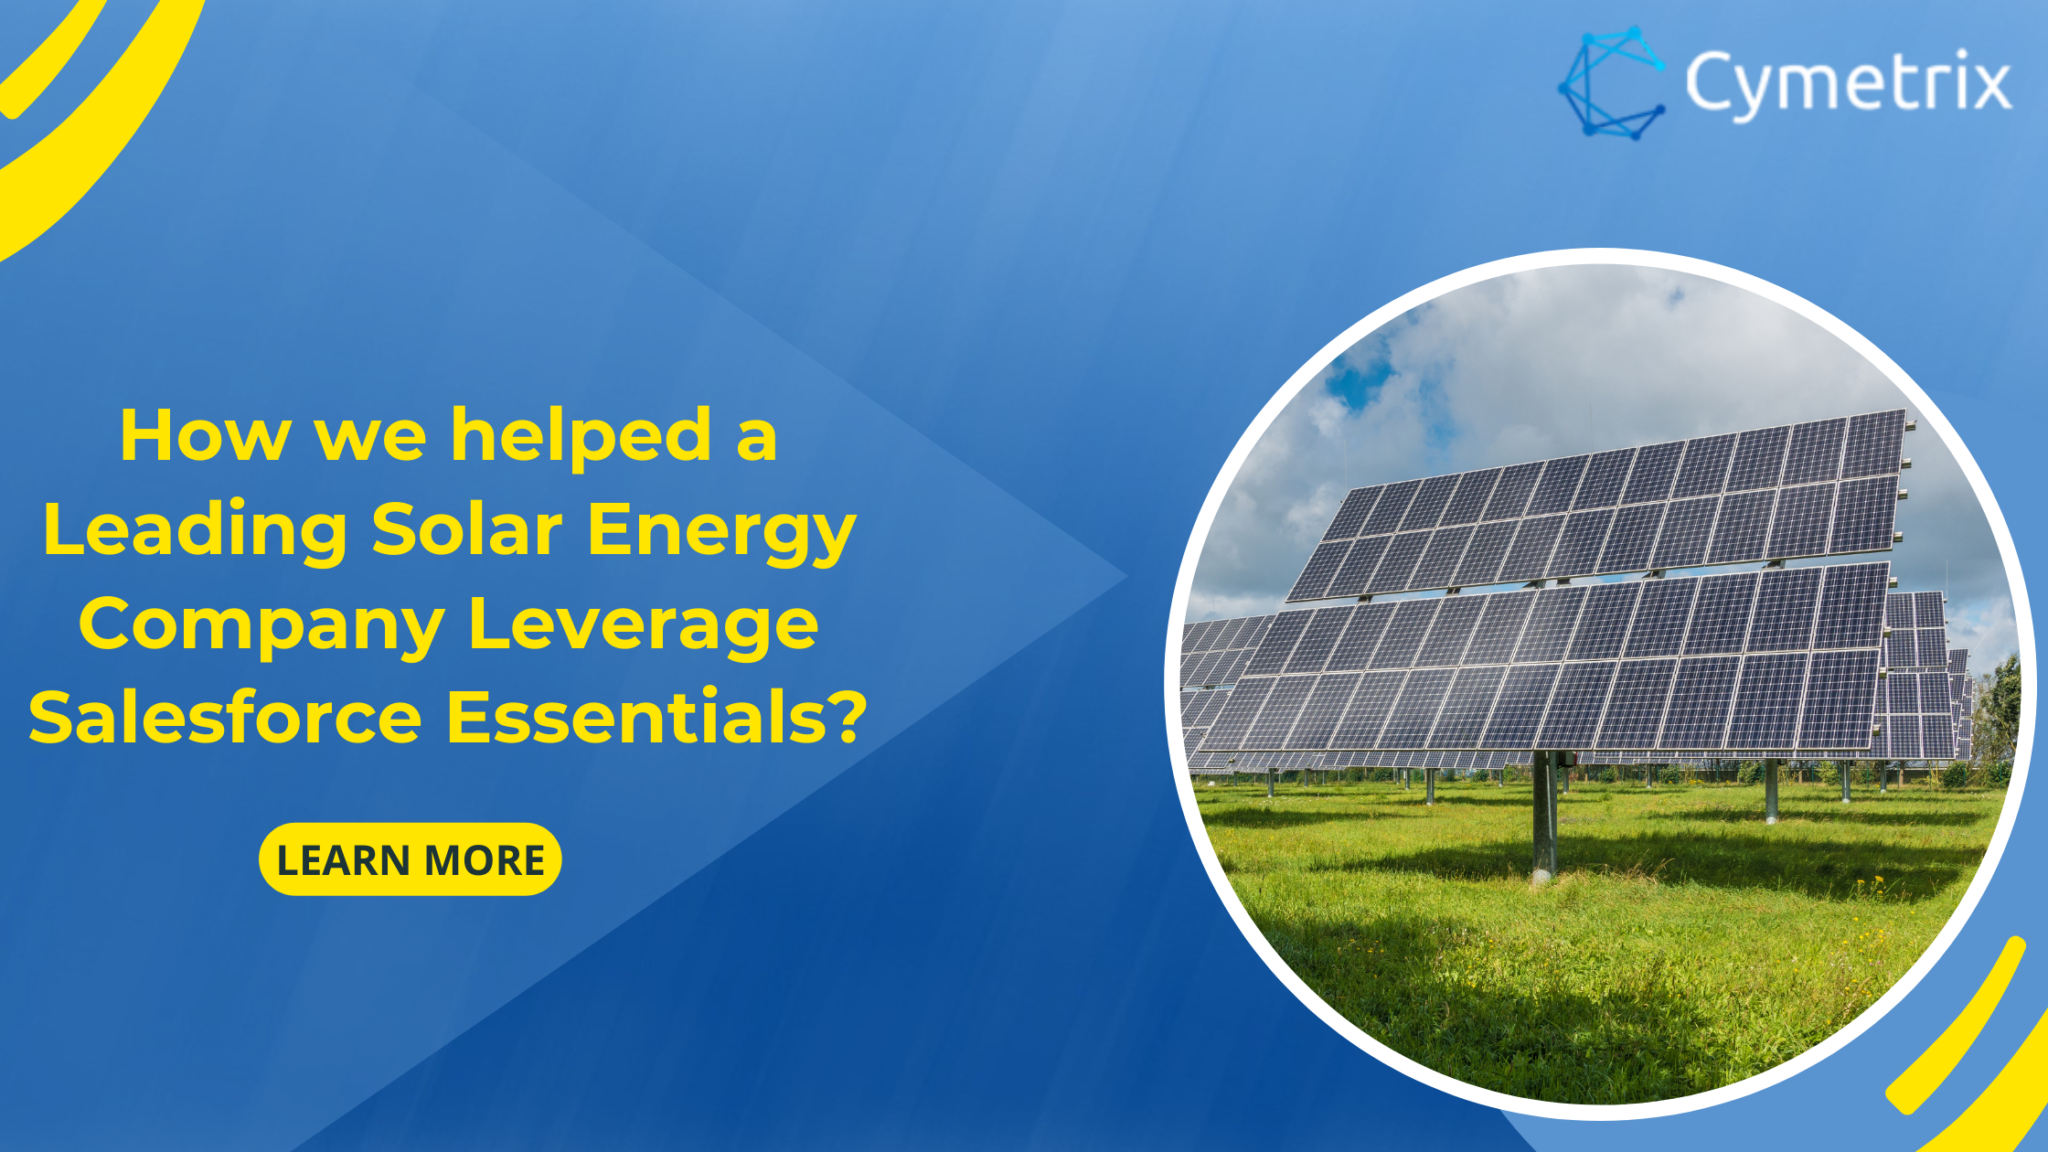 Cymetrix
How we helped a
Leading Solar Energy
Company Leverage
Salesforce Essentials?
LEARN MORE